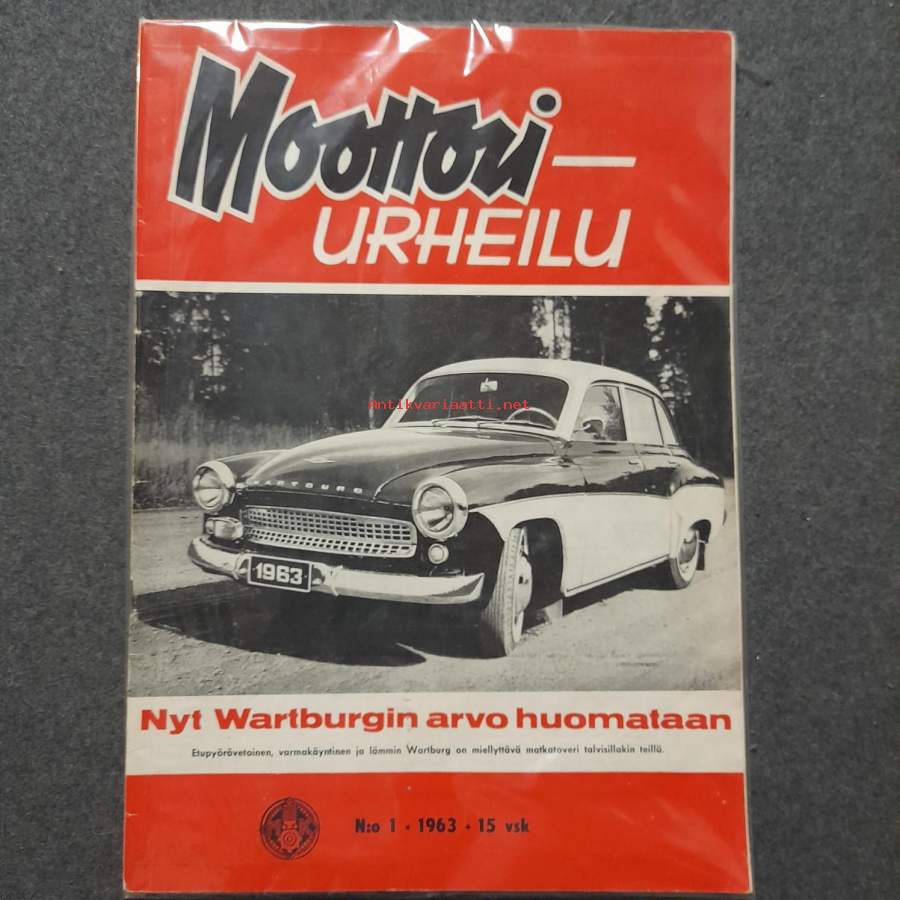 Moottori-
URHEILU
Antikvariaatti.net
WARTBURG
1963
Nyt Wartburgin arvo huomataan
Etupyörävetoinen, varmakäyntinen ja lämmin Wartburg on miellyttävä matkatoveri talvisillakin teillä.
N:o 1 • 1963 • 15 vsk